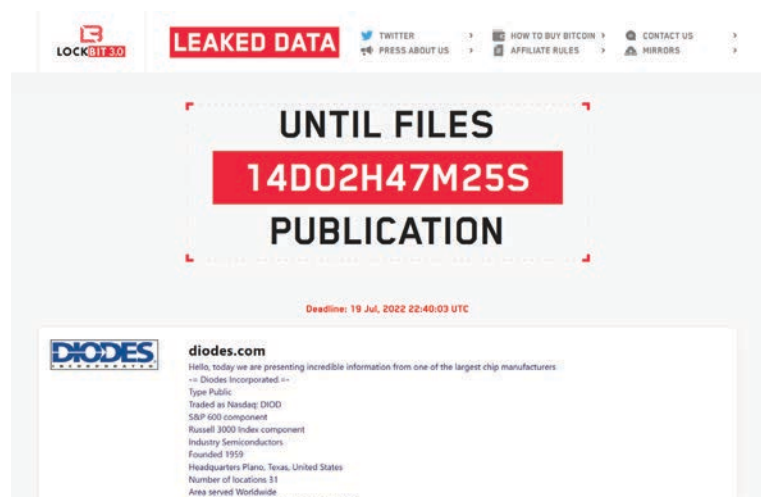 LOCKBIT 3.0
LEAKED DATA
TWITTER
PRESS ABOUT US
HOW TO BUY BITCOIN
AFFILIATE RULES
CONTACT US
MIRRORS
UNTIL FILES
14D02H47M25S
PUBLICATION
Deadline: 19 Jul, 2022 22:40:03 UTC
DIODES
INCORPORATED
diodes.com
Hello, today we are presenting incredible information from one of the largest chip manufacturers
-= Diodes Incorporated =-
Type Public
Traded as Nasdaq: DIOD
S&P 600 component
Russell 3000 Index component
Industry Semiconductors
Founded 1959
Headquarters Plano, Texas, United States
Number of locations 31
Area served Worldwide